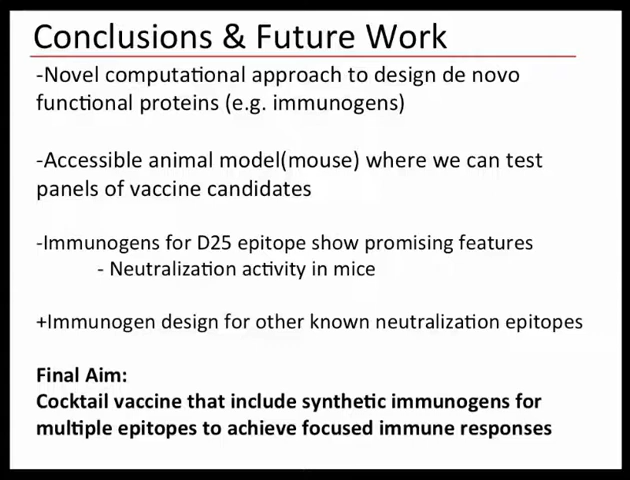 Conclusions & Future Work
-Novel computational approach to design de novo
functional proteins (e.g. immunogens)
-Accessible animal model(mouse) where we can test
panels of vaccine candidates
-Immunogens for D25 epitope show promising features
- Neutralization activity in mice
+Immunogen design for other known neutralization epitopes
Final Aim:
Cocktail vaccine that include synthetic immunogens for
multiple epitopes to achieve focused immune responses